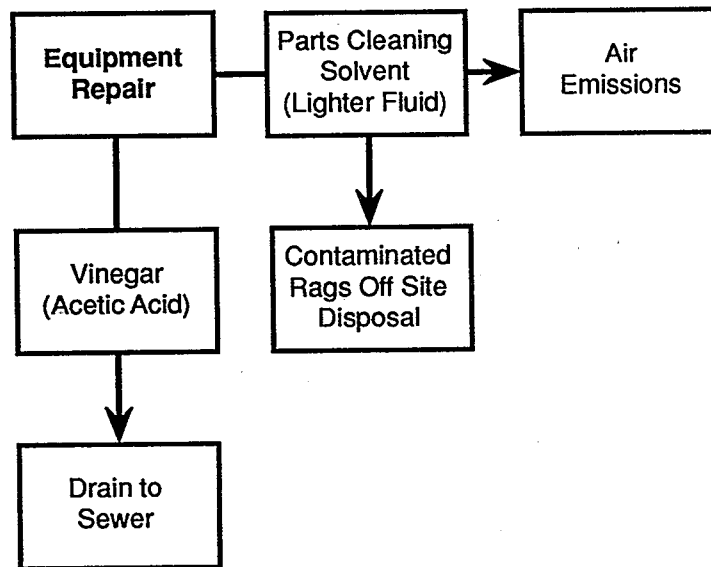 Equipment
Repair
Parts Cleaning
Solvent
(Lighter Fluid)
Air
Emissions
Vinegar
(Acetic Acid)
Contaminated
Rags Off Site
Disposal
Drain to
Sewer